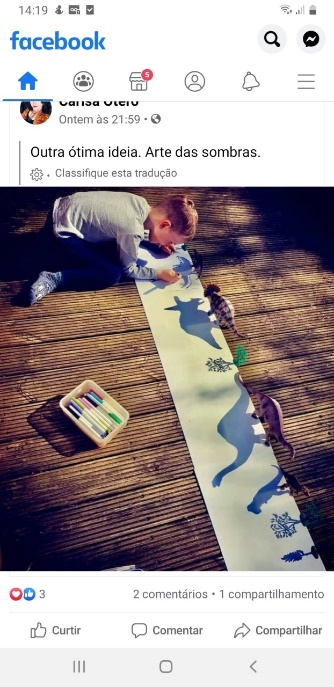 14:19
facebook
5
Carisa Otero
Ontem às 21:59 •
Outra ótima ideia. Arte das sombras.
• Classifique esta tradução
3
2 comentários • 1 compartilhamento
Curtir
Comentar
Compartilhar